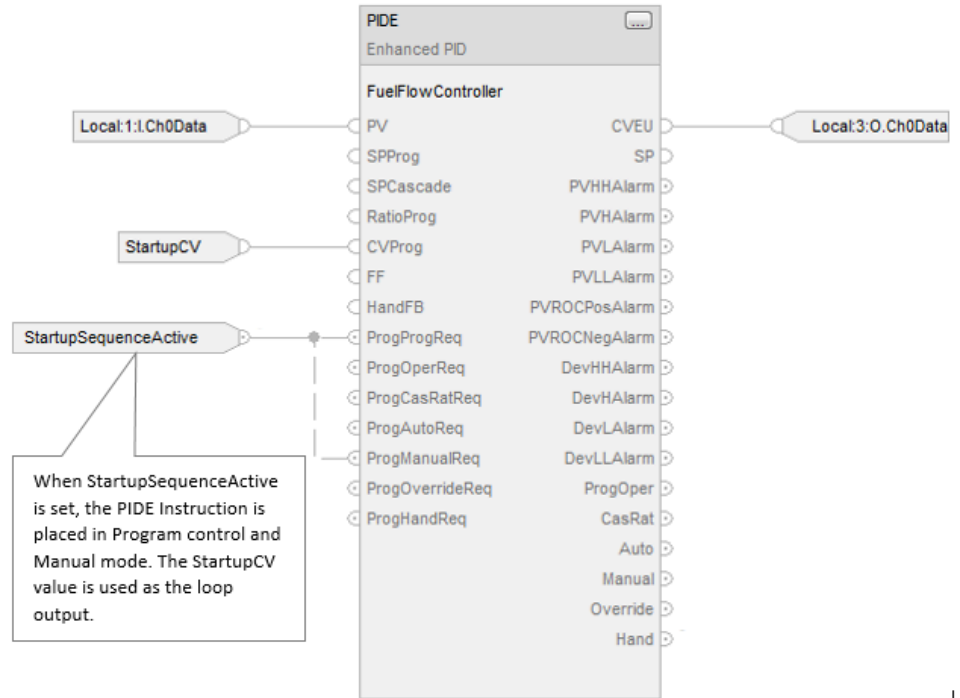 PIDE
...
Enhanced PID
FuelFlowController
Local:1:I.Ch0Data
PV
CVEU
Local:3:O.Ch0Data
SPProg
SP
SPCascade
PVHHAlarm
RatioProg
PVHAlarm
StartupCV
CVProg
PVLAlarm
FF
PVLLAlarm
HandFB
PVROCPosAlarm
StartupSequenceActive
ProgProgReq
PVROCNegAlarm
ProgOperReq
DevHHAlarm
ProgCasRatReq
DevHAlarm
ProgAutoReq
DevLAlarm
ProgManualReq
DevLLAlarm
ProgOverrideReq
ProgOper
ProgHandReq
CasRat
Auto
Manual
Override
Hand
When StartupSequenceActive
is set, the PIDE Instruction is
placed in Program control and
Manual mode. The StartupCV
value is used as the loop
output.